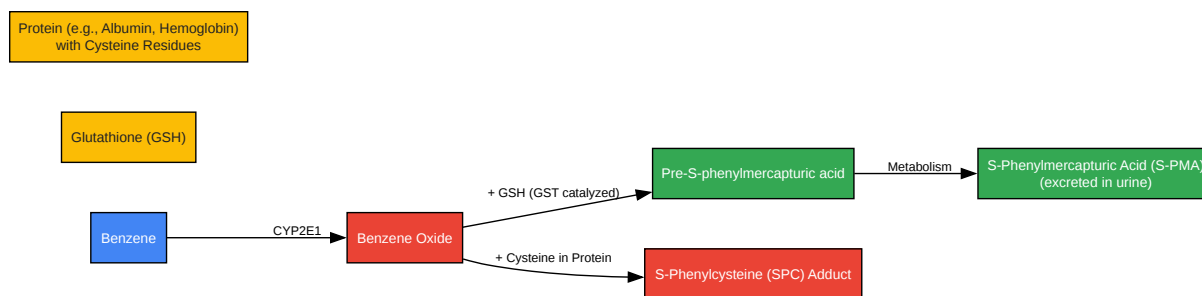 Protein (e.g., Albumin, Hemoglobin)
with Cysteine Residues
Glutathione (GSH)
Benzene
CYP2E1
Benzene Oxide
+ GSH (GST catalyzed)
Pre-S-phenylmercapturic acid
Metabolism
S-Phenylmercapturic Acid (S-PMA)
(excreted in urine)
+ Cysteine in Protein
S-Phenylcysteine (SPC) Adduct